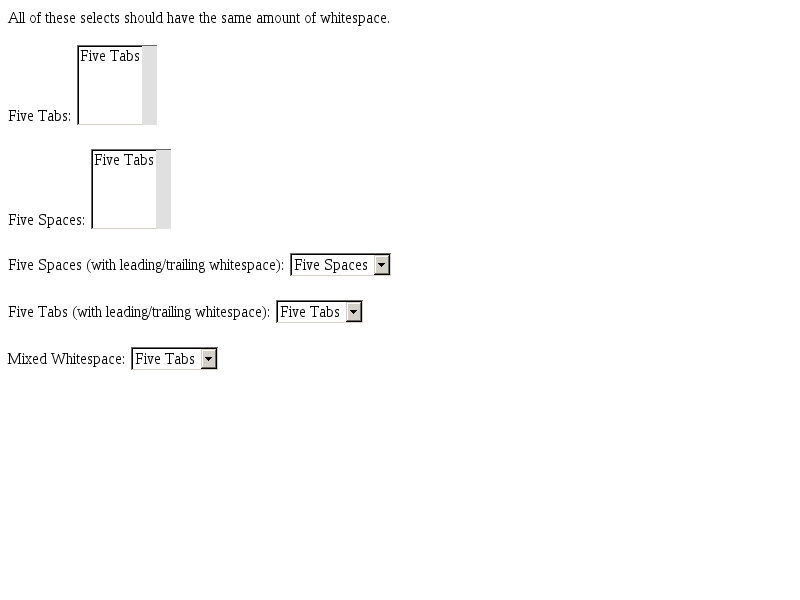 All of these selects should have the same amount of whitespace.
Five Tabs
Five Tabs:
Five Tabs
Five Spaces:
Five Spaces (with leading/trailing whitespace): Five Spaces
Five Tabs (with leading/trailing whitespace): Five Tabs
Mixed Whitespace: Five Tabs